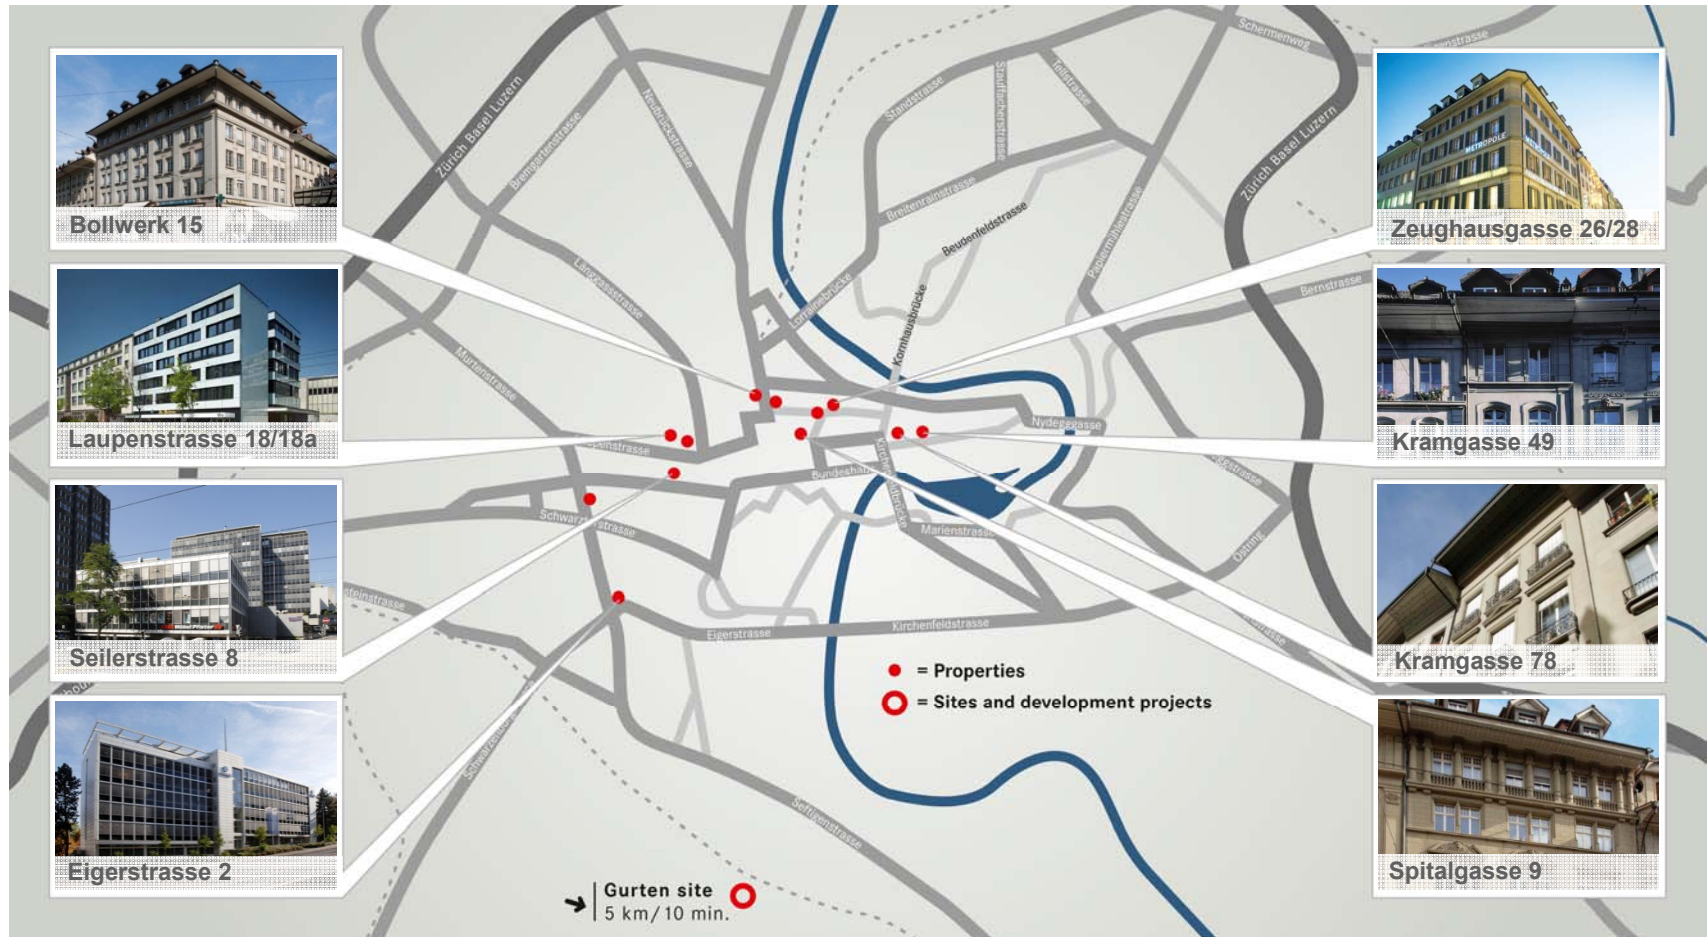 Bollwerk 15
Laupenstrasse 18/18a
Seilerstrasse 8
Eigerstrasse 2
Zeughausgasse 26/28
METROPOLE
Kramgasse 49
Kramgasse 78
Spitalgasse 9
Zürich Basel Luzern
Bremgartenstrasse
Neubrückstrasse
Länggassstrasse
Murtenstrasse
Standstrasse
Stauffacherstrasse
Tellstrasse
Schermenweg
Breitenrainstrasse
Beudenfeldstrasse
Papiermühlestrasse
Zürich Basel Luzern
Bernstrasse
Lorrainebrücke
Kornhausbrücke
Nydeggasse
Kirchenfeldbrücke
Marienstrasse
Ostring
Eigerstrasse
Kirchenfeldstrasse
Seftigenstrasse
= Properties
= Sites and development projects
Gurten site
5 km/10 min.